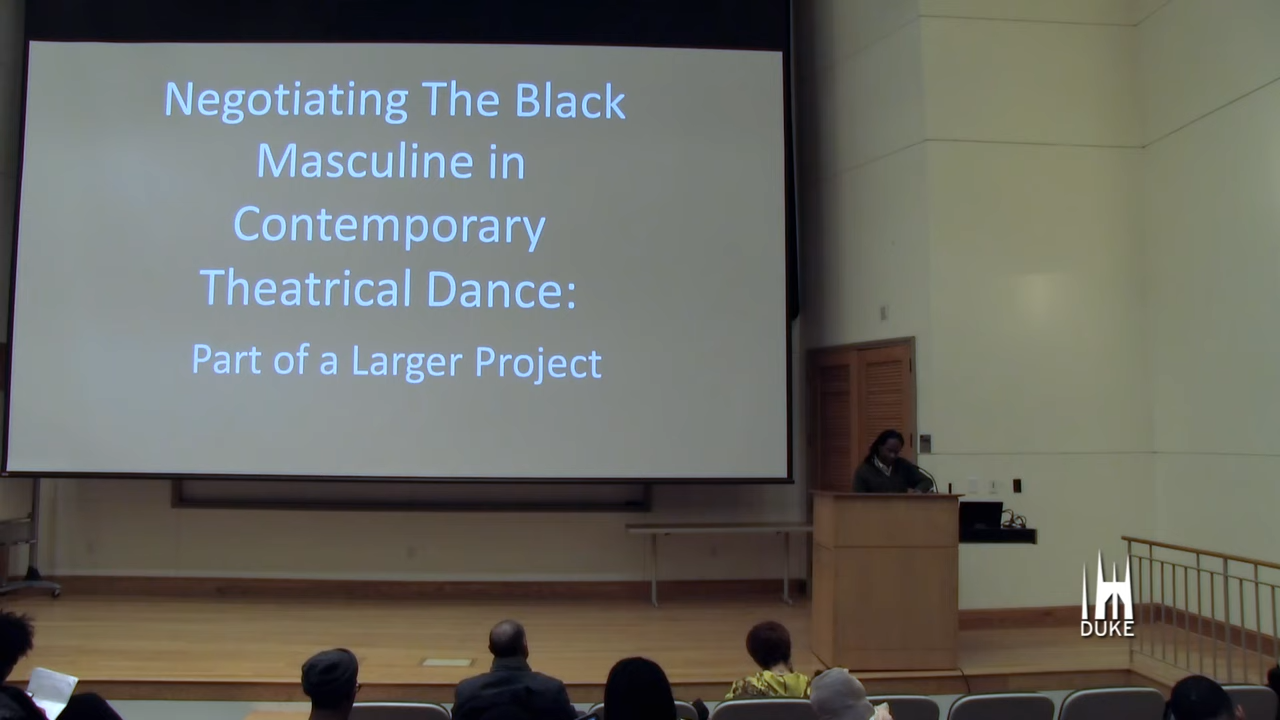 Negotiating The Black
Masculine in
Contemporary
Theatrical Dance:
Part of a Larger Project
DUKE